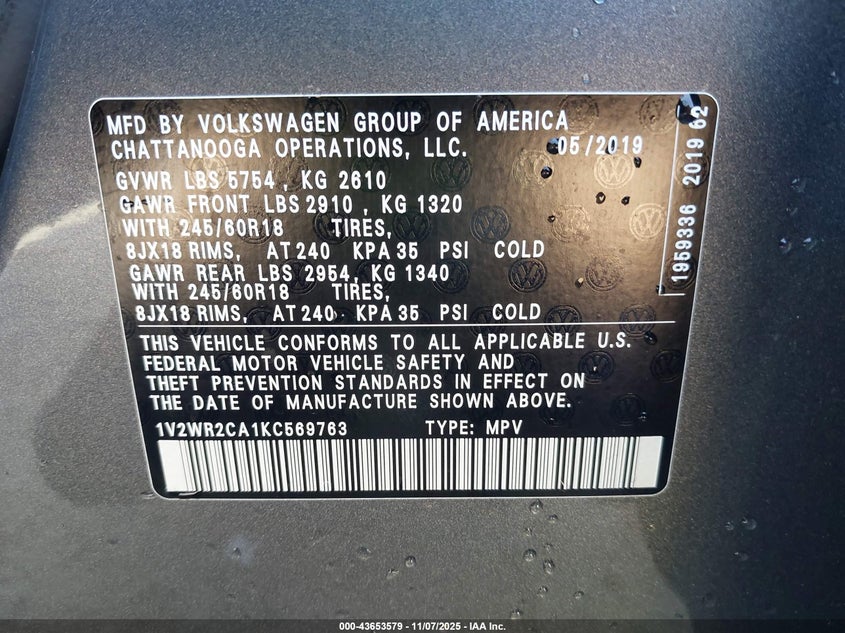 MFD BY VOLKSWAGEN GROUP OF AMERICA
CHATTANOOGA OPERATIONS, LLC. 05/2019
GVWR LBS 5754, KG 2610
GAWR FRONT LBS 2910, KG 1320
WITH 245/60R18 TIRES,
8JX18 RIMS, AT 240 KPA 35 PSI COLD
GAWR REAR LBS 2954, KG 1340
WITH 245/60R18 TIRES,
8JX18 RIMS, AT 240 KPA 35 PSI COLD
THIS VEHICLE CONFORMS TO ALL APPLICABLE U.S.
FEDERAL MOTOR VEHICLE SAFETY AND,
THEFT PREVENTION STANDARDS IN EFFECT ON
THE DATE OF MANUFACTURE SHOWN ABOVE.
1V2WR2CA1KC569763 TYPE: MPV
1959336 2019 62
000-43653579 - 11/07/2025 - IAA Inc.